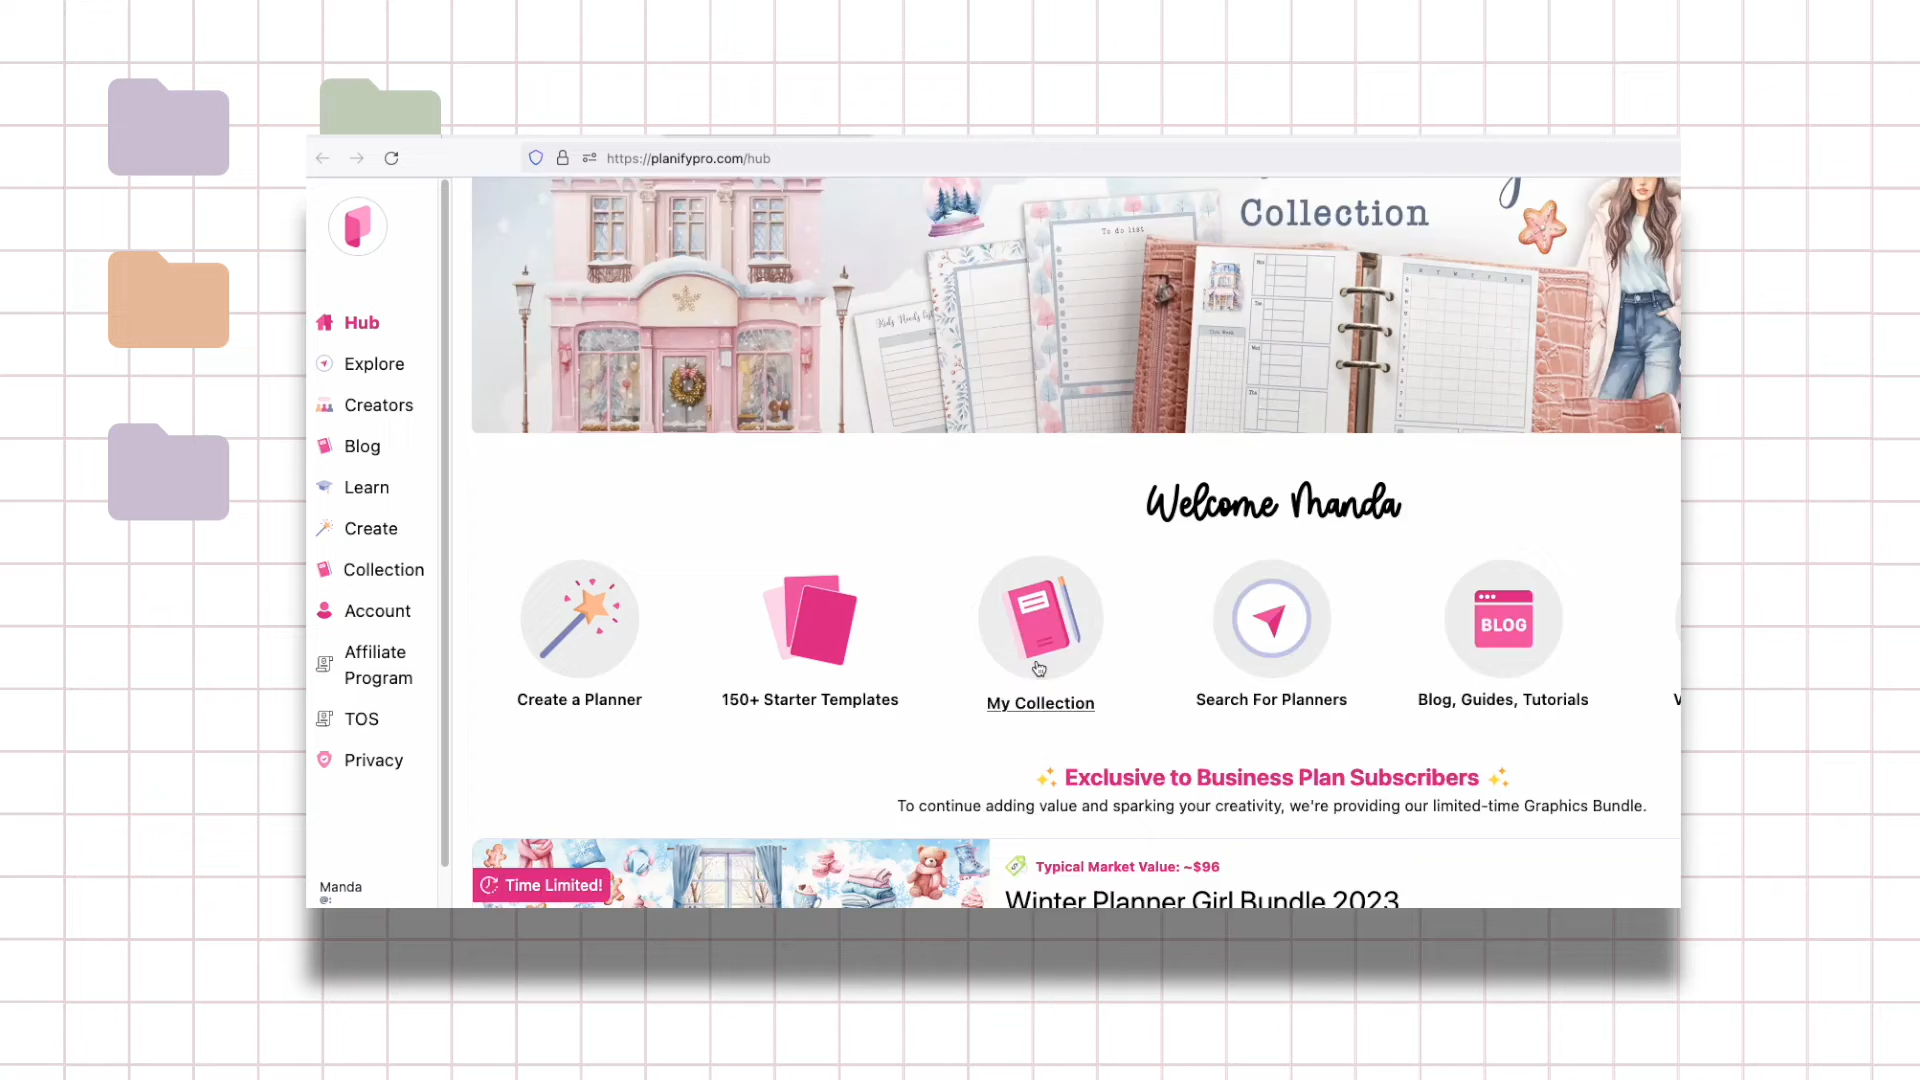 https://planifypro.com/hub
Collection
To do list
Kids Needs list
Hub
Explore
Creators
Blog
Learn
Create
Collection
Account
Affiliate
Program
TOS
Privacy
Manda
@:
Welcome Manda
Create a Planner
150+ Starter Templates
My Collection
Search For Planners
BLOG
Blog, Guides, Tutorials
✨ Exclusive to Business Plan Subscribers ✨
To continue adding value and sparking your creativity, we're providing our limited-time Graphics Bundle.
Time Limited!
Typical Market Value: ~$96
Winter Planner Girl Bundle 2023